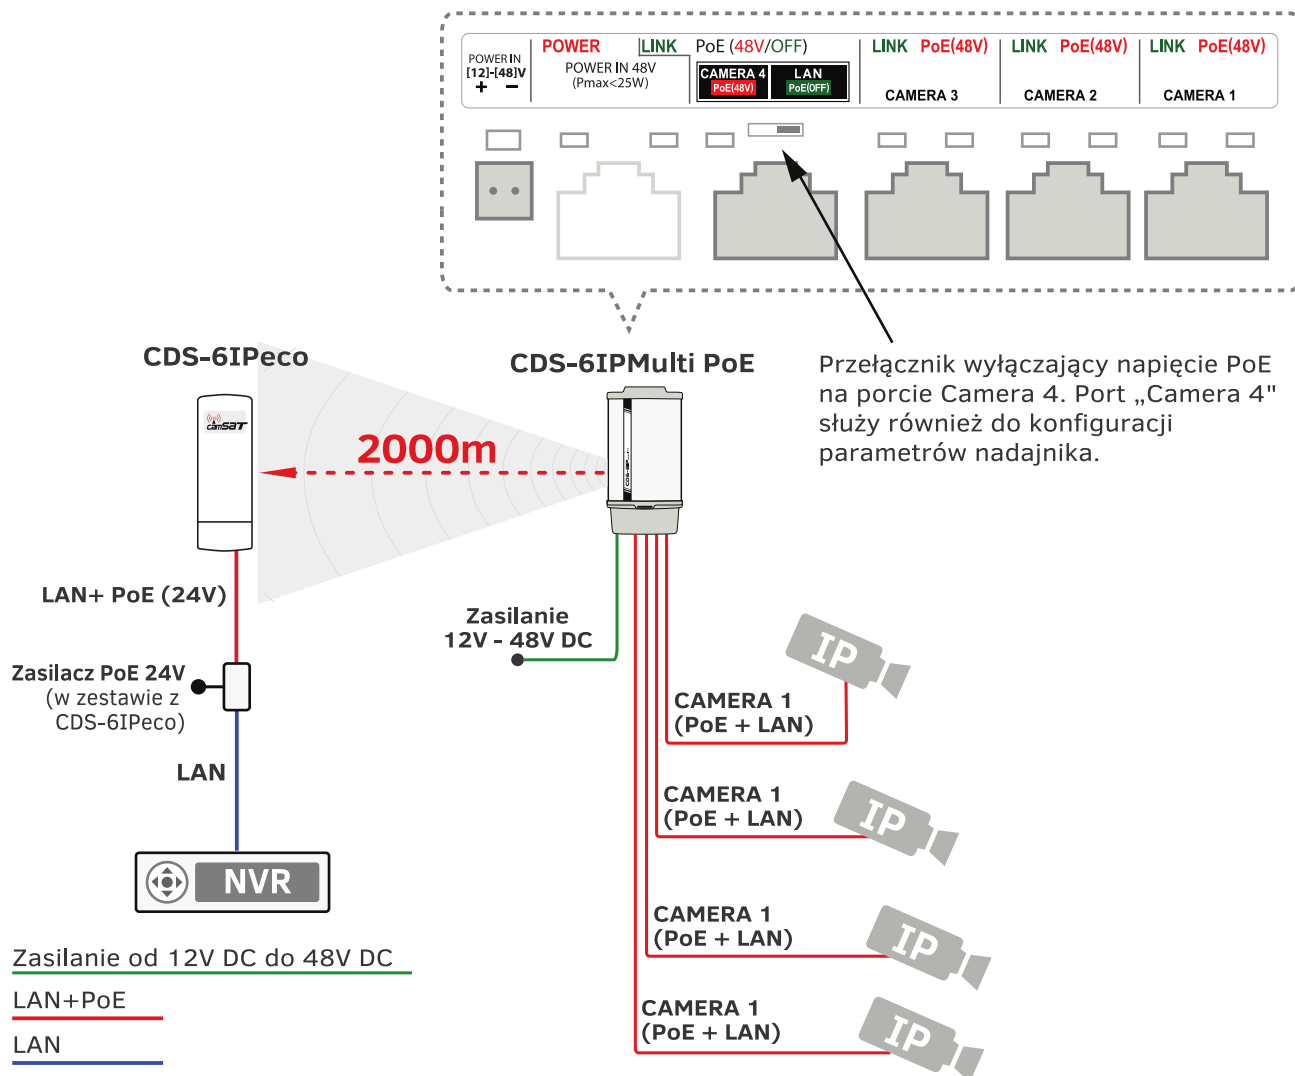 POWER IN
[12]-[48]V
+ −
POWER LINK
POWER IN 48V
(Pmax<25W)
PoE (48V/OFF)
CAMERA 4
PoE(48V)
LAN
PoE(OFF)
LINK PoE(48V)
CAMERA 3
LINK PoE(48V)
CAMERA 2
LINK PoE(48V)
CAMERA 1
Przełącznik wyłączający napięcie PoE
na porcie Camera 4. Port „Camera 4"
służy również do konfiguracji
parametrów nadajnika.
CDS-6IPeco
CDS-6IPMulti PoE
camsat
2000m
LAN+ PoE (24V)
Zasilacz PoE 24V
(w zestawie z
CDS-6IPeco)
LAN
NVR
Zasilanie
12V - 48V DC
CAMERA 1
(PoE + LAN)
IP
CAMERA 1
(PoE + LAN)
IP
CAMERA 1
(PoE + LAN)
IP
CAMERA 1
(PoE + LAN)
IP
Zasilanie od 12V DC do 48V DC
LAN+PoE
LAN